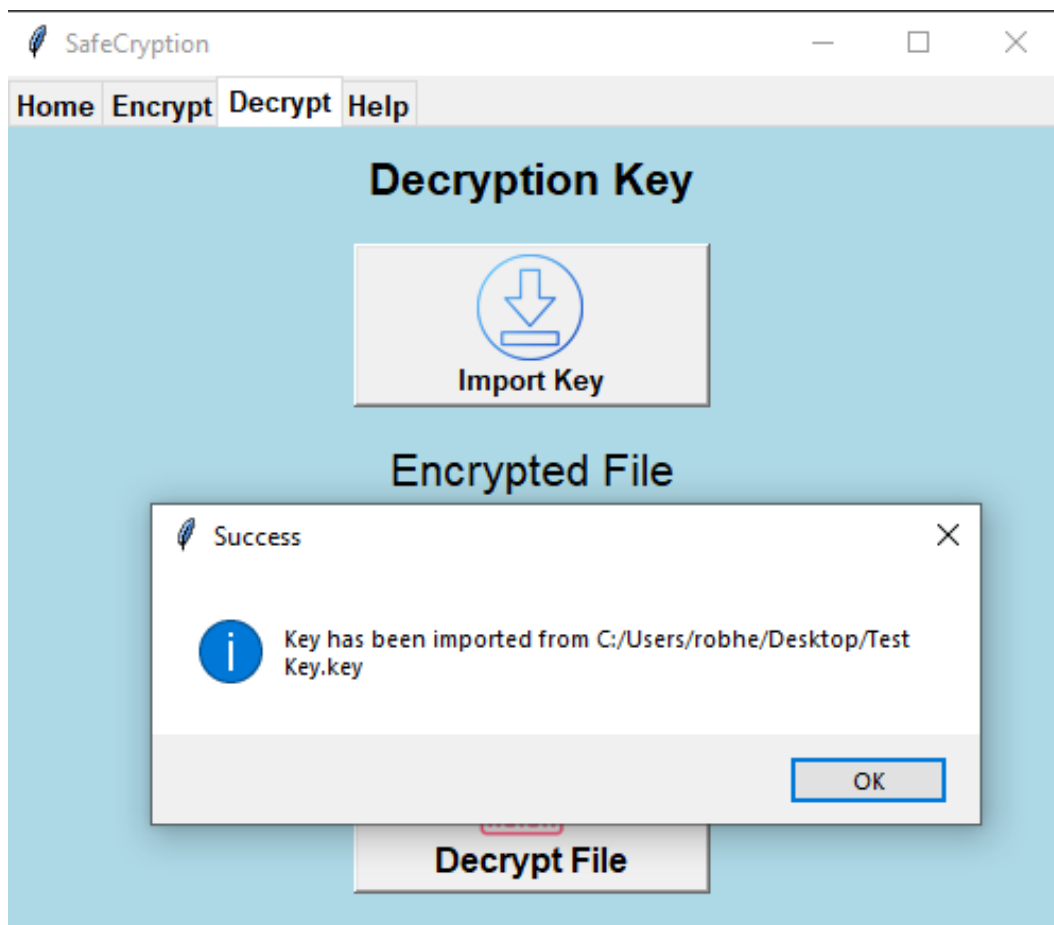 SafeCryption
Home Encrypt Decrypt Help
Decryption Key
Import Key
Encrypted File
Success
Key has been imported from C:/Users/robhe/Desktop/Test
Key.key
OK
Decrypt File